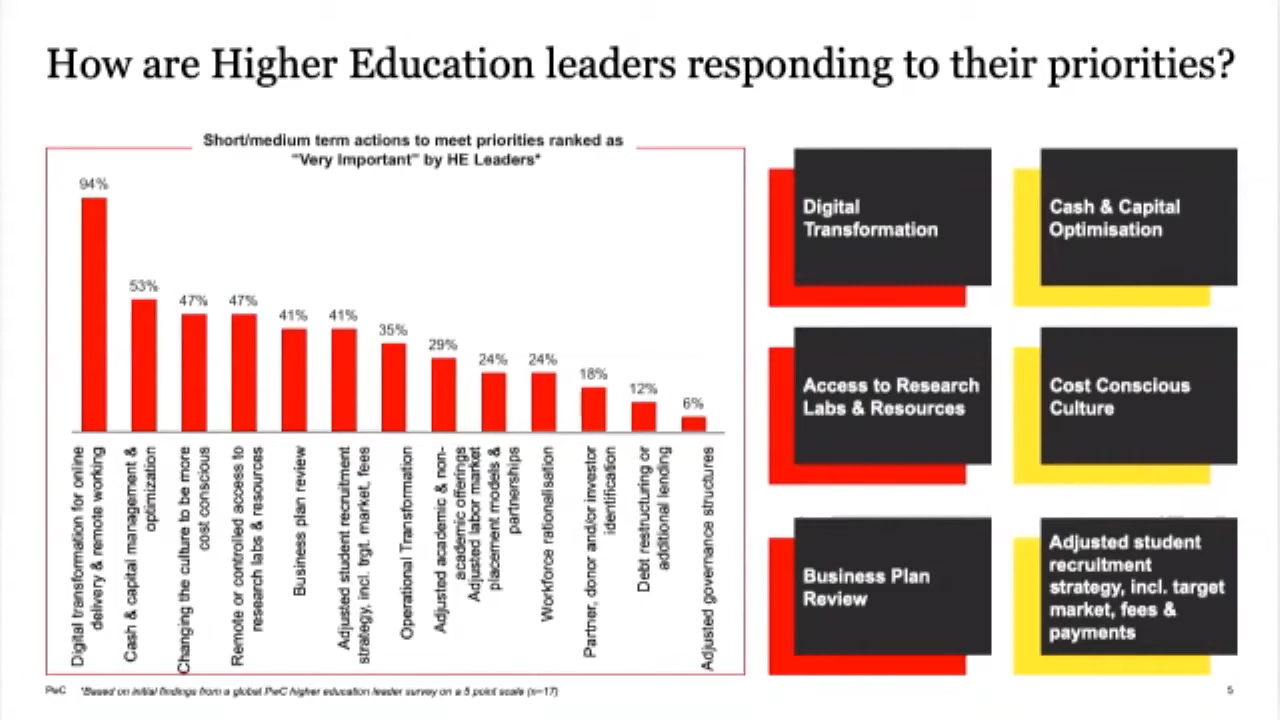 How are Higher Education leaders responding to their priorities?
Short/medium term actions to meet priorities ranked as
"Very Important" by HE Leaders*
94%
53%
47%
47%
41%
41%
35%
29%
24%
24%
18%
12%
6%
Digital transformation for online
delivery & remote working
Cash & capital management &
optimization
Changing the culture to be more
cost conscious
Remote or controlled access to
research labs & resources
Business plan review
Adjusted student recruitment
strategy, incl. trgt. market, fees
Operational Transformation
Adjusted academic & non-
academic offerings
Adjusted labor market
placement models &
partnerships
Workforce rationalisation
Partner, donor and/or investor
identification
Debt restructuring or
additional lending
Adjusted governance structures
Digital
Transformation
Cash & Capital
Optimisation
Access to Research
Labs & Resources
Cost Conscious
Culture
Business Plan
Review
Adjusted student
recruitment
strategy, incl. target
market, fees &
payments
PwC
*Based on initial findings from a global PwC higher education leader survey on a 5 point scale (n=17)
5